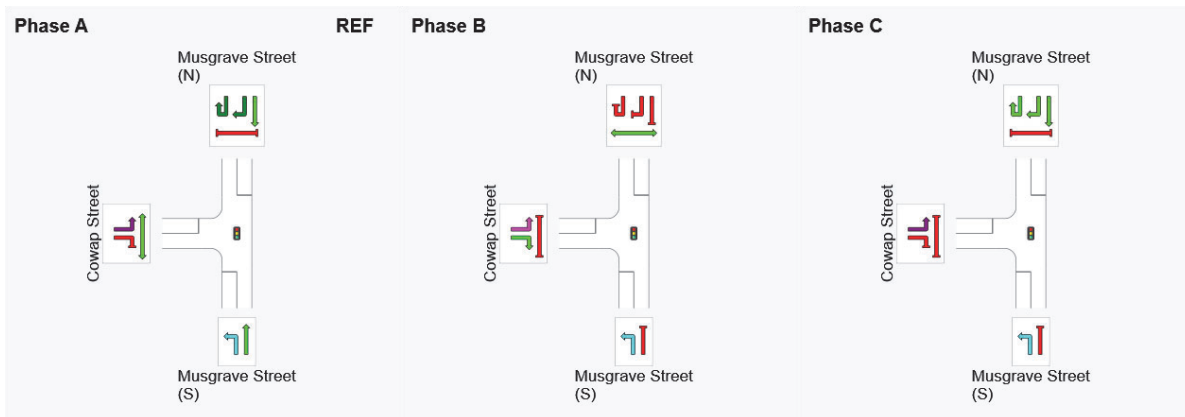 Phase A
REF
Musgrave Street
(N)
Cowap Street
Musgrave Street
(S)
Phase B
Musgrave Street
(N)
Cowap Street
Musgrave Street
(S)
Phase C
Musgrave Street
(N)
Cowap Street
Musgrave Street
(S)